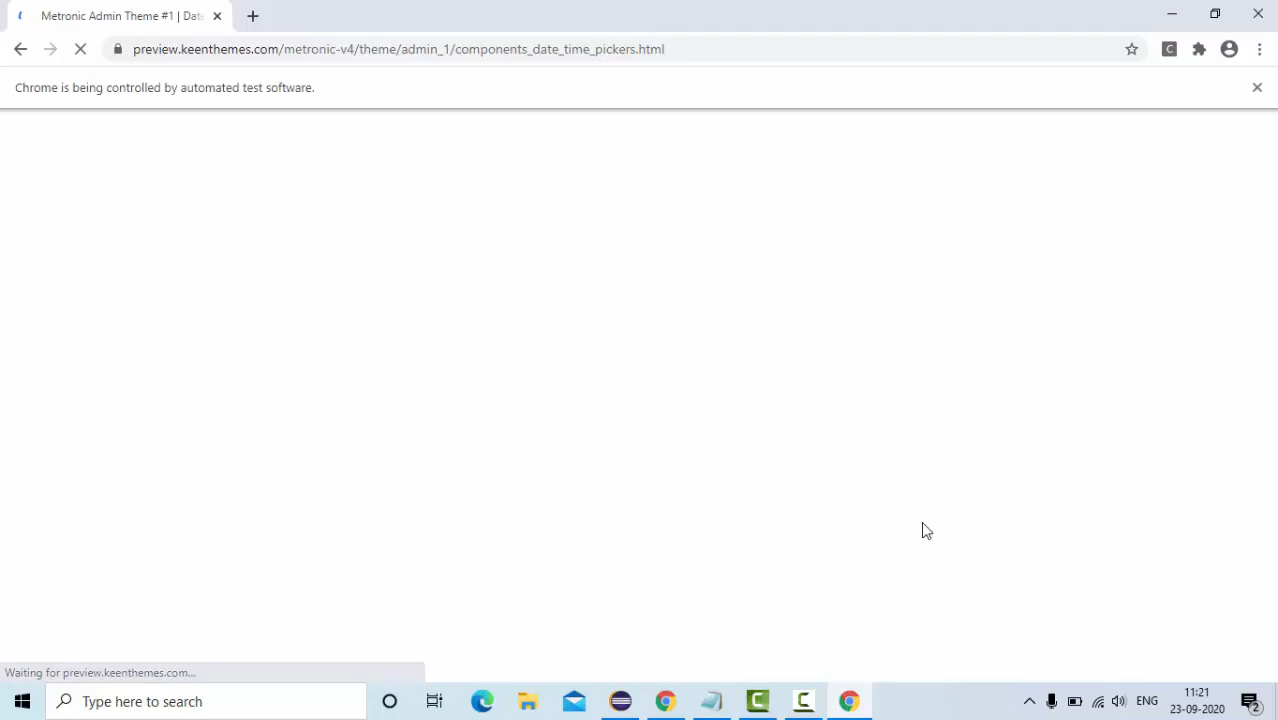 Metronic Admin Theme #1 | Dat
preview.keenthemes.com/metronic-v4/theme/admin_1/components_date_time_pickers.html
Chrome is being controlled by automated test software.
Waiting for preview.keenthemes.com...
Type here to search
ENG
11:21
23-09-2020
2